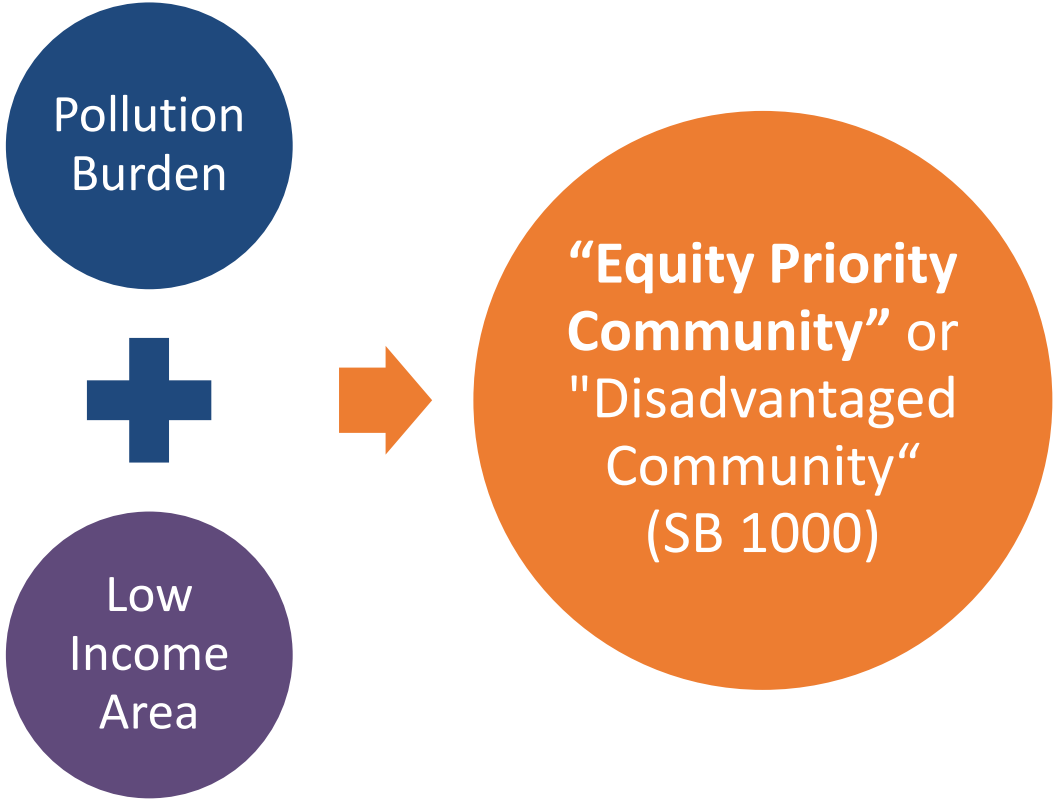 Pollution
Burden
Low
Income
Area
“Equity Priority
Community” or
"Disadvantaged
Community“
(SB 1000)